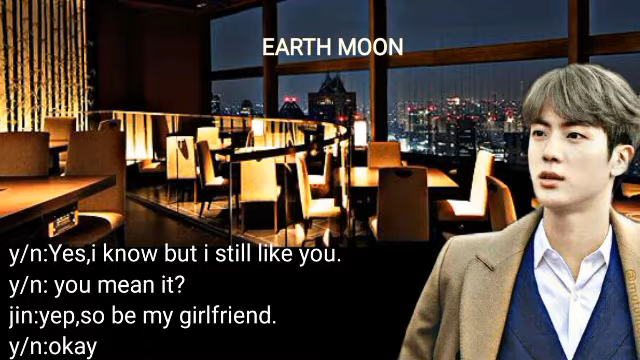 EARTH MOON
y/n:Yes,i know but i still like you.
y/n: you mean it?
jin:yep,so be my girlfriend.
y/n:okay